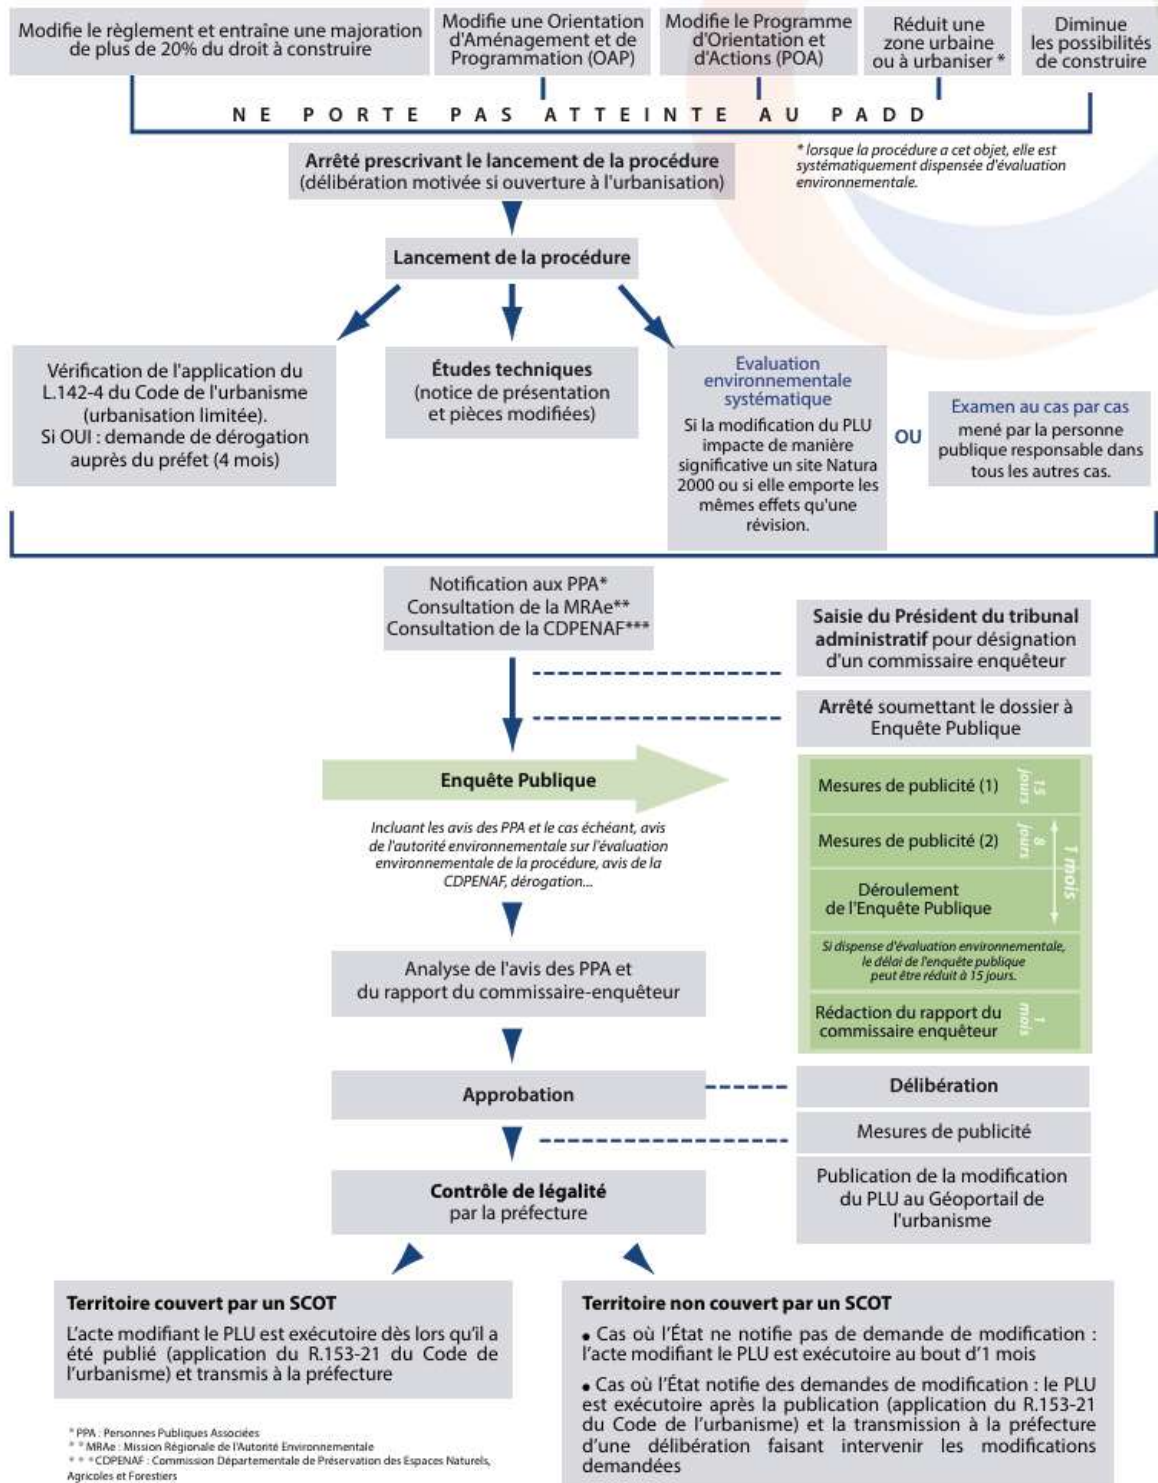 Modifie le règlement et entraîne une majoration
de plus de 20% du droit à construire
Modifie une Orientation
d'Aménagement et de
Programmation (OAP)
Modifie le Programme
d'Orientation et
d'Actions (POA)
Réduit une
zone urbaine
ou à urbaniser *
Diminue
les possibilités
de construire
NE PORTE PAS ATTEINTE AU PADD
Arrêté prescrivant le lancement de la procédure
(délibération motivée si ouverture à l'urbanisation)
* lorsque la procédure a cet objet, elle est
systématiquement dispensée d'évaluation
environnementale.
Lancement de la procédure
Vérification de l'application du
L.142-4 du Code de l'urbanisme
(urbanisation limitée).
Si OUI : demande de dérogation
auprès du préfet (4 mois)
Études techniques
(notice de présentation
et pièces modifiées)
Evaluation
environnementale
systématique
Si la modification du PLU
impacte de manière
significative un site Natura
2000 ou si elle emporte les
mêmes effets qu'une
révision.
OU
Examen au cas par cas
mené par la personne
publique responsable dans
tous les autres cas.
Notification aux PPA*
Consultation de la MRAe**
Consultation de la CDPENAF***
Saisie du Président du tribunal
administratif pour désignation
d'un commissaire enquêteur
Arrêté soumettant le dossier à
Enquête Publique
Enquête Publique
Incluant les avis des PPA et le cas échéant, avis
de l'autorité environnementale sur l'évaluation
environnementale de la procédure, avis de la
CDPENAF, dérogation...
Mesures de publicité (1)
15
jours
Mesures de publicité (2)
8
jours
1 mois
Déroulement
de l'Enquête Publique
Si dispense d'évaluation environnementale,
le délai de l'enquête publique
peut être réduit à 15 jours.
Rédaction du rapport du
commissaire enquêteur
1
mois
Analyse de l'avis des PPA et
du rapport du commissaire-enquêteur
Approbation
Délibération
Mesures de publicité
Contrôle de légalité
par la préfecture
Publication de la modification
du PLU au Géoportail de
l'urbanisme
Territoire couvert par un SCOT
L'acte modifiant le PLU est exécutoire dès lors qu'il a
été publié (application du R.153-21 du Code de
l'urbanisme) et transmis à la préfecture
Territoire non couvert par un SCOT
• Cas où l'État ne notifie pas de demande de modification :
l'acte modifiant le PLU est exécutoire au bout d'1 mois
• Cas où l'État notifie des demandes de modification : le PLU
est exécutoire après la publication (application du R.153-21
du Code de l'urbanisme) et la transmission à la préfecture
d'une délibération faisant intervenir les modifications
demandées
* PPA : Personnes Publiques Associées
* * MRAe : Mission Régionale de l'Autorité Environnementale
* * * CDPENAF : Commission Départementale de Préservation des Espaces Naturels,
Agricoles et Forestiers